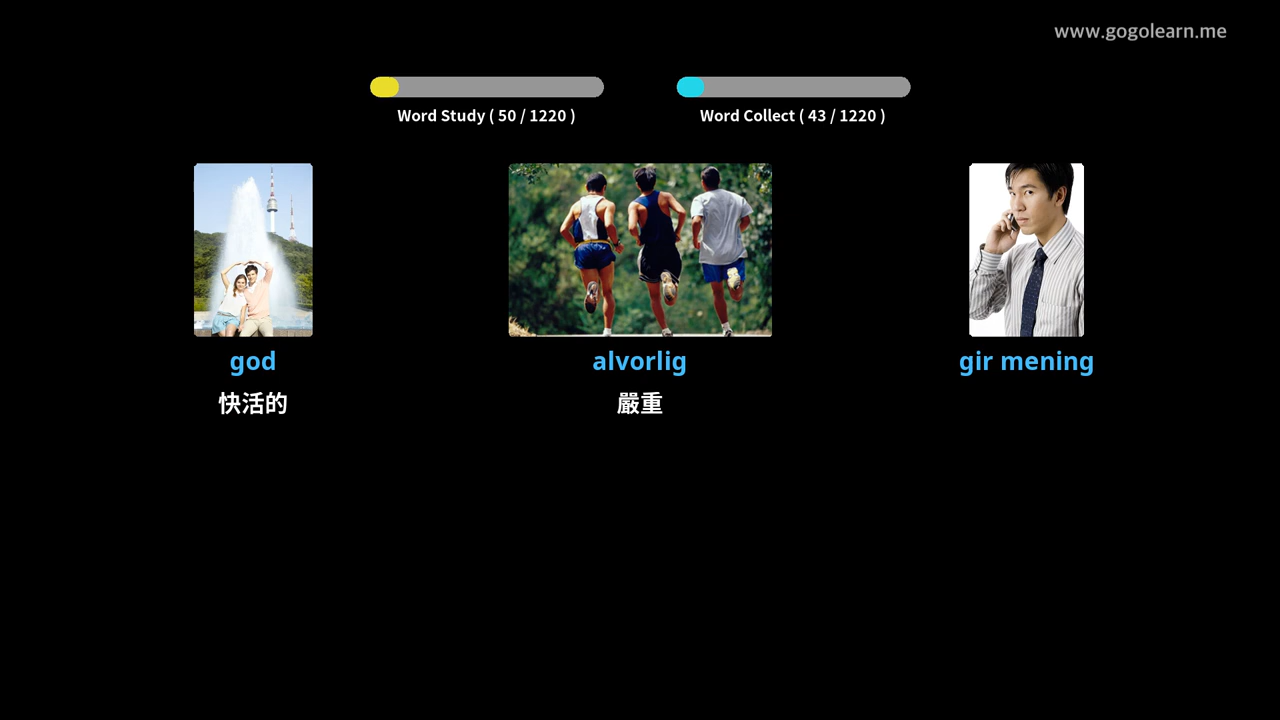 www.gogolearn.me
Word Study ( 50 / 1220 )
Word Collect ( 43 / 1220 )
god
alvorlig
gir mening
快活的
嚴重